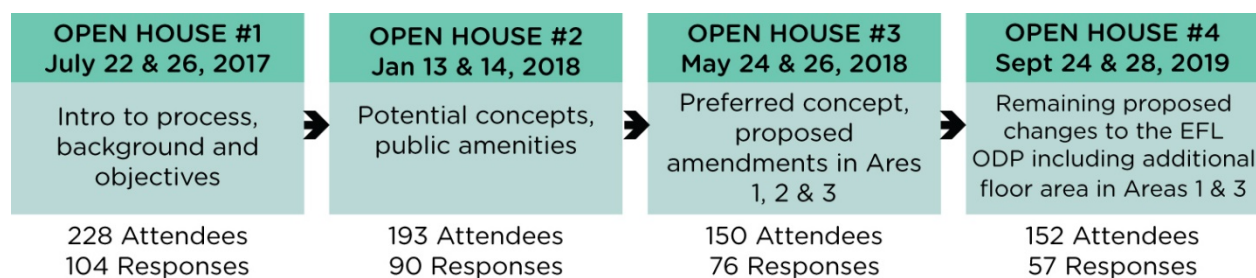 OPEN HOUSE #1
July 22 & 26, 2017
Intro to process,
background and
objectives
228 Attendees
104 Responses
OPEN HOUSE #2
Jan 13 & 14, 2018
Potential concepts,
public amenities
193 Attendees
90 Responses
OPEN HOUSE #3
May 24 & 26, 2018
Preferred concept,
proposed
amendments in Ares
1, 2 & 3
150 Attendees
76 Responses
OPEN HOUSE #4
Sept 24 & 28, 2019
Remaining proposed
changes to the EFL
ODP including additional
floor area in Areas 1 & 3
152 Attendees
57 Responses